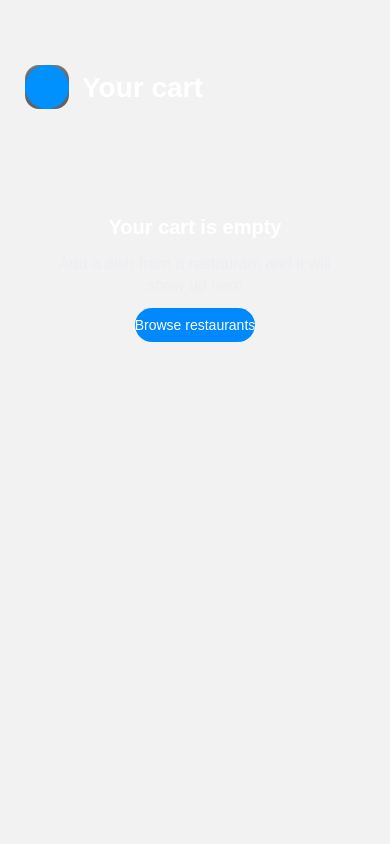 Your cart
Your cart is empty
Add a dish from a restaurant and it will
show up here.
Browse restaurants